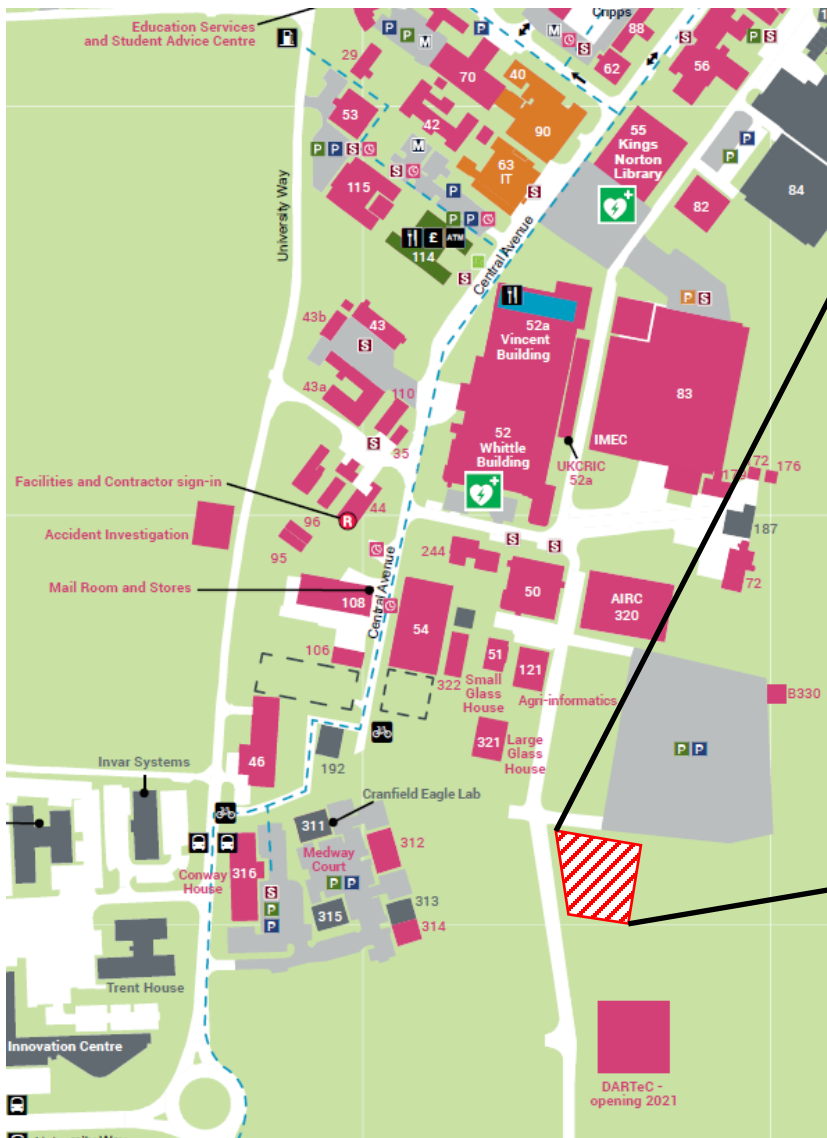 Cripps
Education Services
and Student Advice Centre
P
P
P
M
M
S
88
S
P
S
29
70
40
62
56
53
42
90
55
Kings
Norton
Library
P
P
P
P
S
M
63
IT
S
P
S
115
P
P
84
82
University Way
£
ATM
114
S
Central Avenue
P
S
43b
43
S
52a
Vincent
Building
43a
110
83
S
35
52
Whittle
Building
IMEC
UKCRIC
52a
72
176
179
Facilities and Contractor sign-in
R
44
96
Accident Investigation
95
187
S
S
244
72
Mail Room and Stores
108
Central Avenue
54
50
AIRC
320
106
322
51
Small
Glass
House
121
Agri-informatics
B330
46
321
Large
Glass
House
P
P
192
Invar Systems
Cranfield Eagle Lab
311
312
Conway
House
316
Medway
Court
P
P
S
P
P
315
313
314
Trent House
Innovation Centre
DARTeC -
opening 2021
University Way